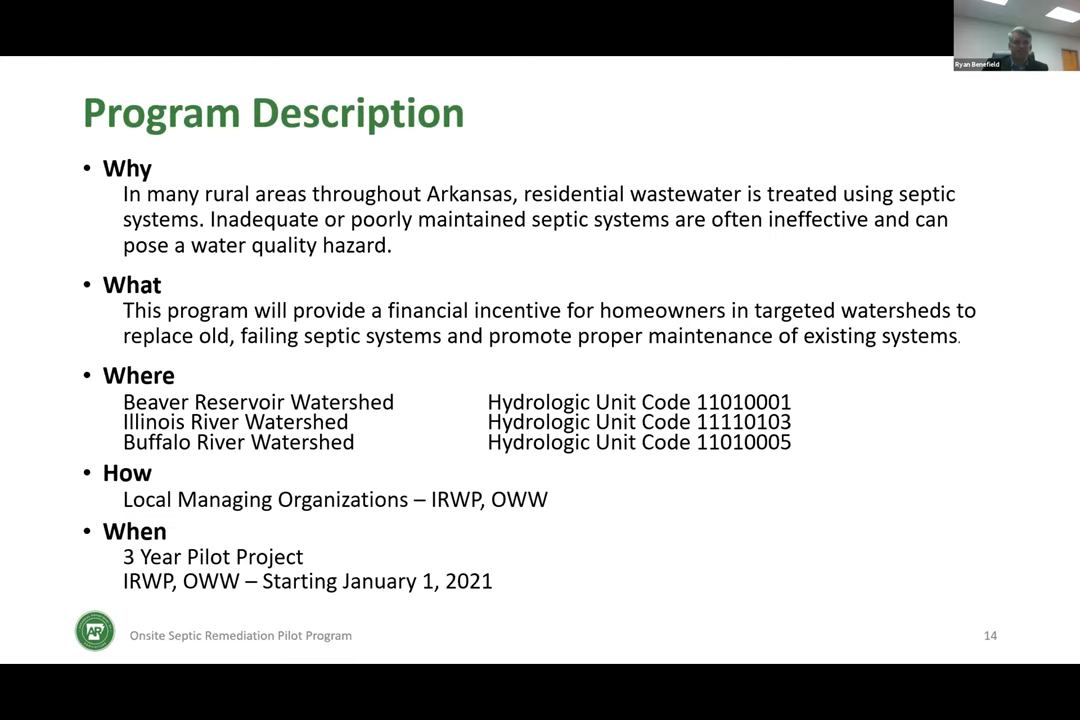 Ryan Benefield
Program Description
• Why
In many rural areas throughout Arkansas, residential wastewater is treated using septic
systems. Inadequate or poorly maintained septic systems are often ineffective and can
pose a water quality hazard.
• What
This program will provide a financial incentive for homeowners in targeted watersheds to
replace old, failing septic systems and promote proper maintenance of existing systems.
• Where
Beaver Reservoir Watershed Hydrologic Unit Code 11010001
Illinois River Watershed Hydrologic Unit Code 11110103
Buffalo River Watershed Hydrologic Unit Code 11010005
• How
Local Managing Organizations – IRWP, OWW
• When
3 Year Pilot Project
IRWP, OWW – Starting January 1, 2021
AR
Onsite Septic Remediation Pilot Program 14